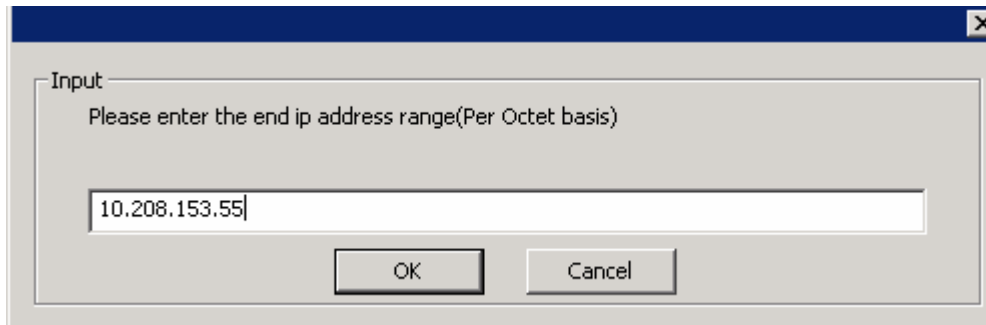 Input
Please enter the end ip address range(Per Octet basis)
10.208.153.55
OK
Cancel